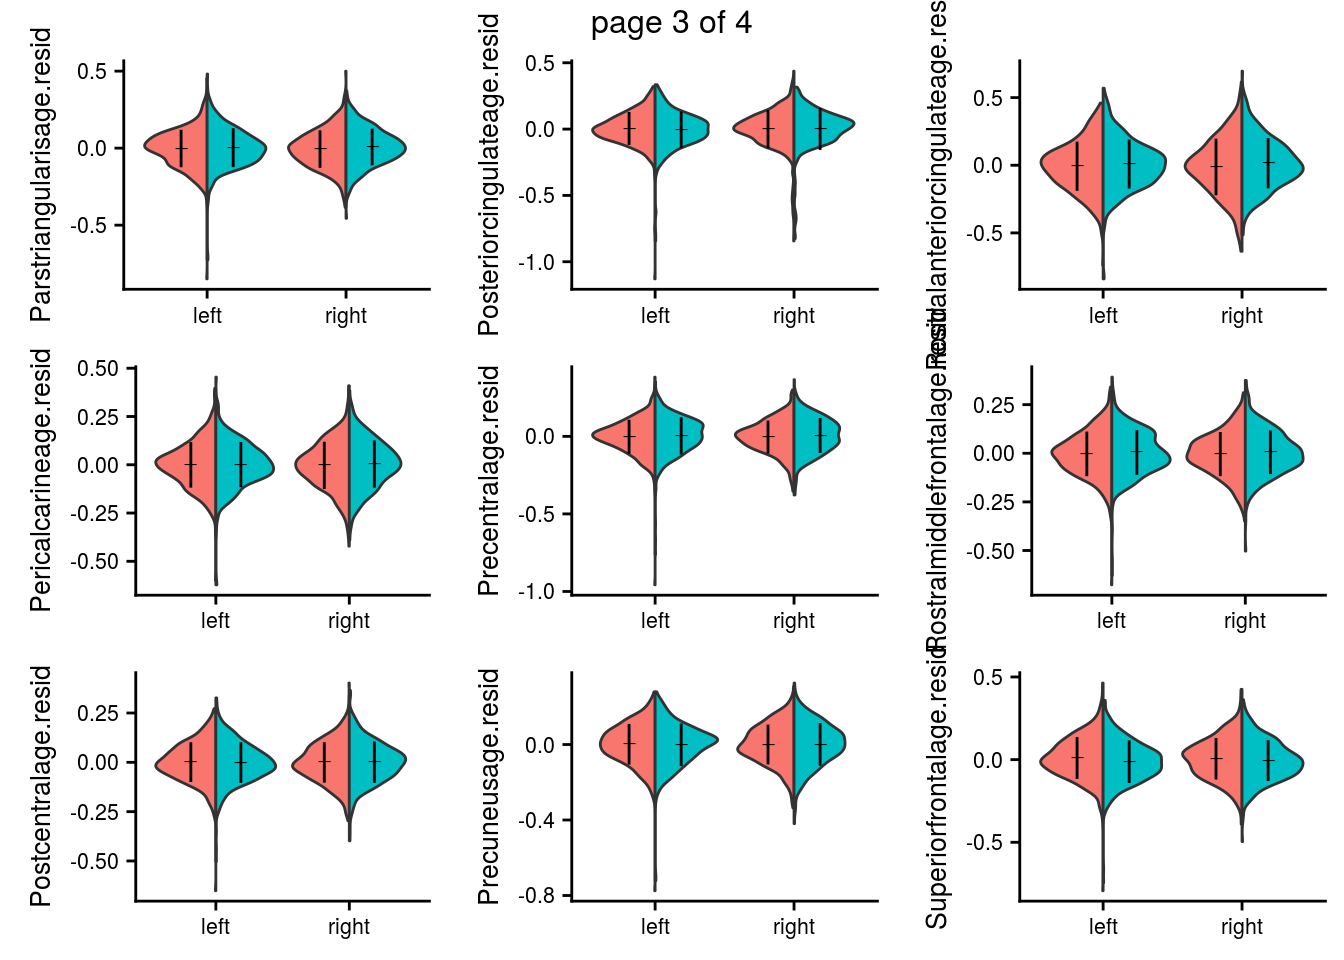 page 3 of 4
Parstriangularisage.resid
0.5
0.0
-0.5
left right
Posteriorcingulateage.resid
0.5
0.0
-0.5
-1.0
left right
Rostralanteriorcingulateage.resid
0.5
0.0
-0.5
left right
Pericalcarineage.resid
0.50
0.25
0.00
-0.25
-0.50
left right
Precentralage.resid
0.0
-0.5
-1.0
left right
Rostralmiddlefrontalage.resid
0.25
0.00
-0.25
-0.50
left right
Postcentralage.resid
0.25
0.00
-0.25
-0.50
left right
Precuneusage.resid
0.0
-0.4
-0.8
left right
Superiorfrontalage.resid
0.5
0.0
-0.5
left right